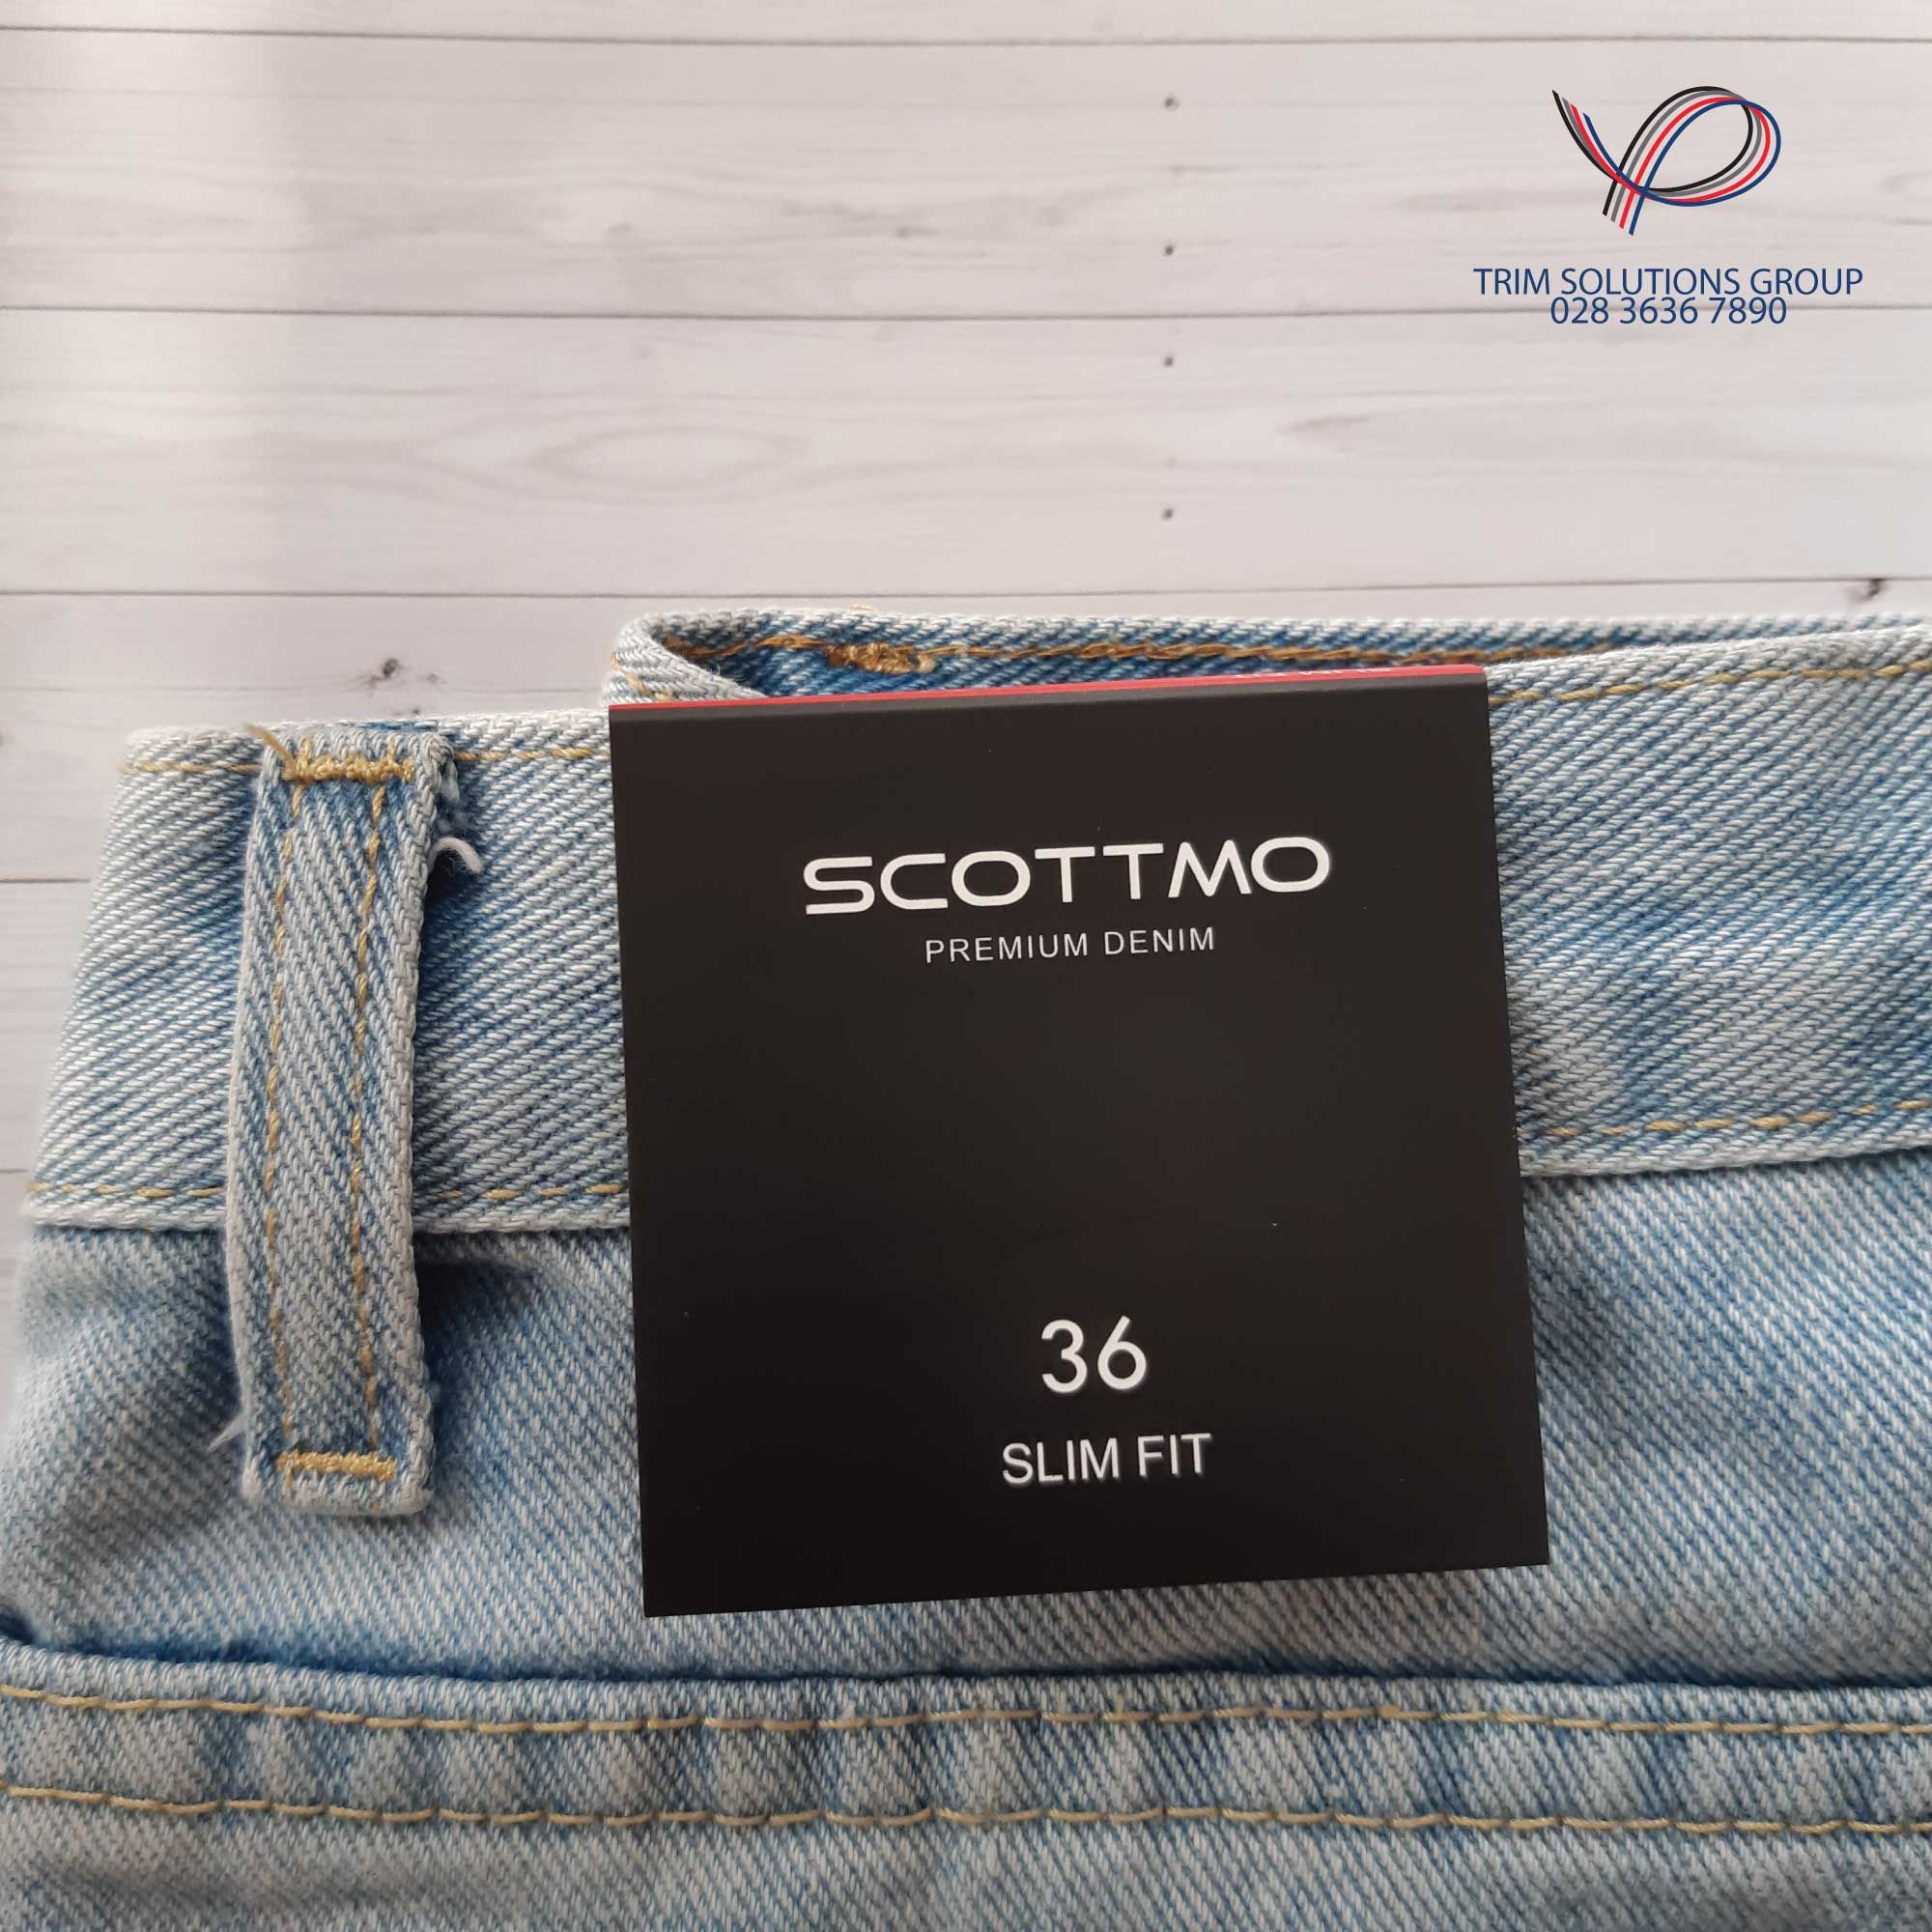 TRIM SOLUTIONS GROUP
028 3636 7890
SCOTTMO
PREMIUM DENIM
36
SLIM FIT